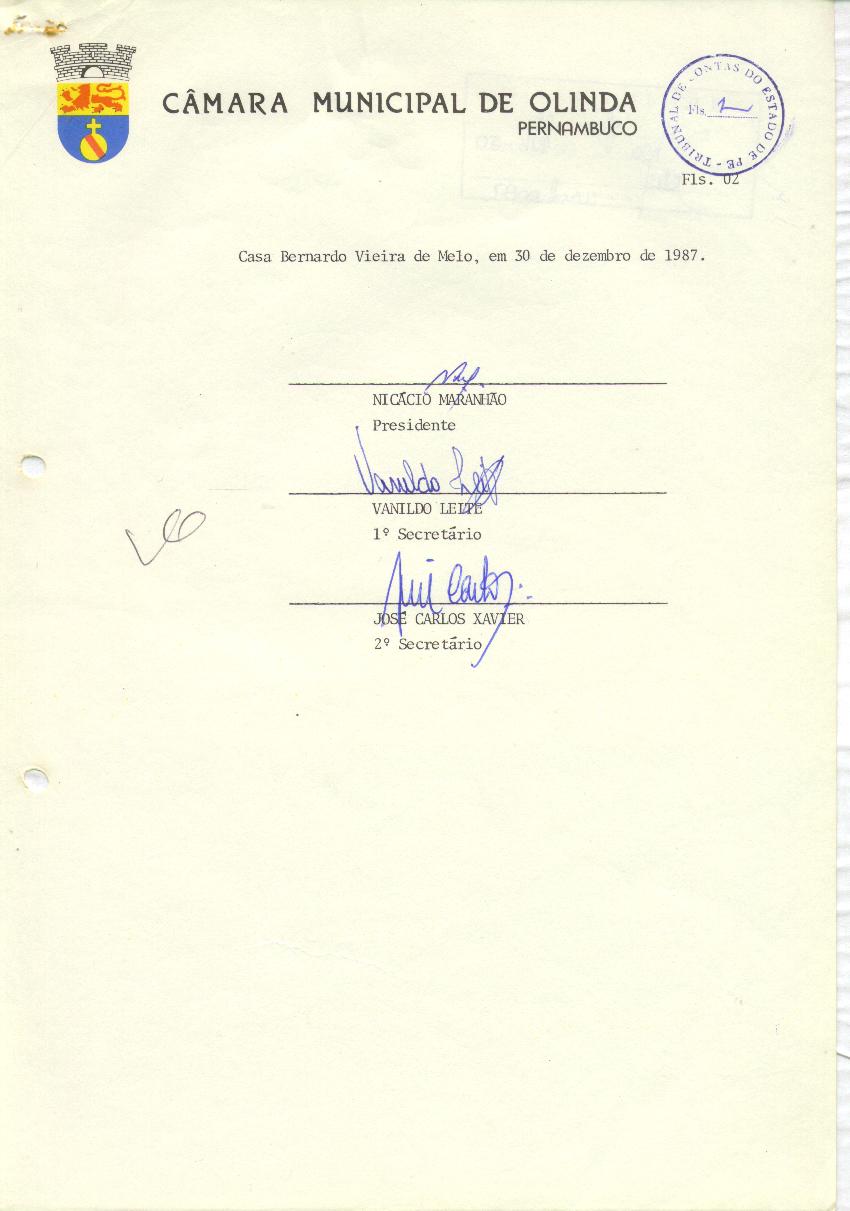 CÂMARA MUNICIPAL DE OLINDA
PERNAMBUCO
TRIBUNAL DE CONTAS DO ESTADO DE PE -
Fls.
Fls. 02
Casa Bernardo Vieira de Melo, em 30 de dezembro de 1987.
NICÁCIO MARANHÃO
Presidente
Vanildo Leite
VANILDO LEITE
1º Secretário
José Carlos
JOSÉ CARLOS XAVIER
2º Secretário